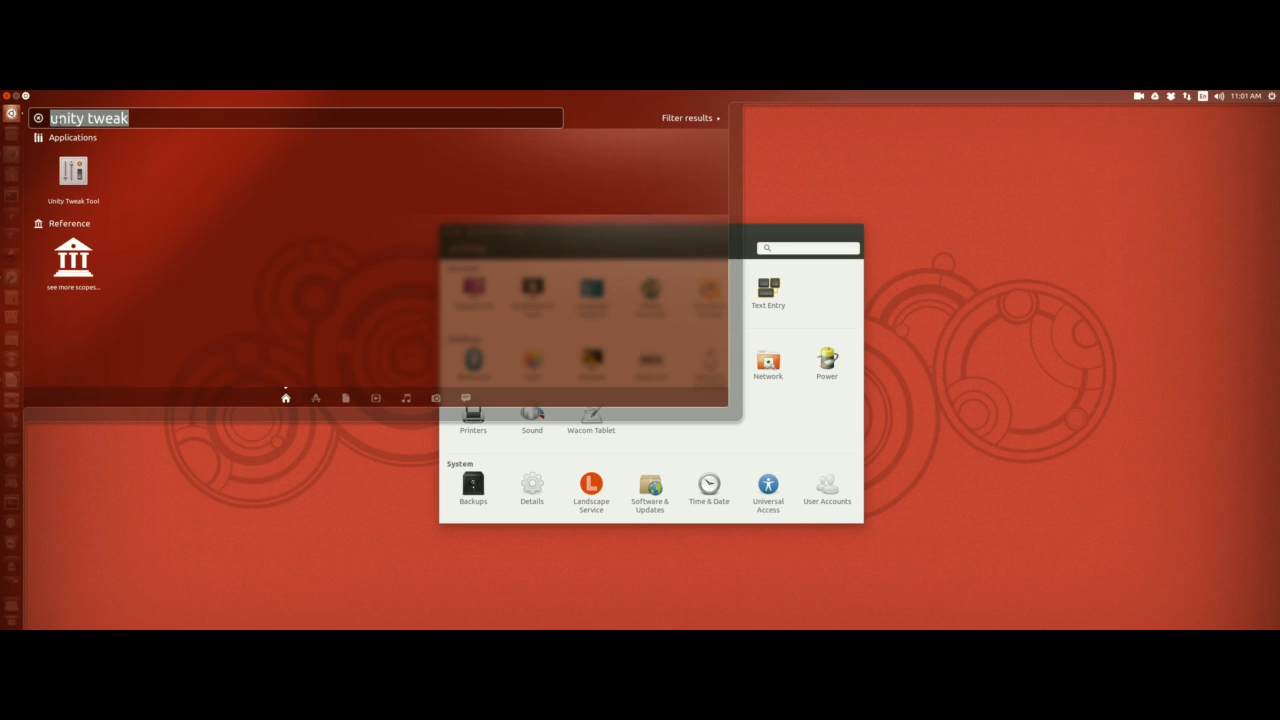 En
11:01 AM
unity tweak
Filter results
Applications
Unity Tweak Tool
Reference
see more scopes...
Text Entry
Network
Power
Printers
Sound
Wacom Tablet
System
Backups
Details
Landscape
Service
Software &
Updates
Time & Date
Universal
Access
User Accounts